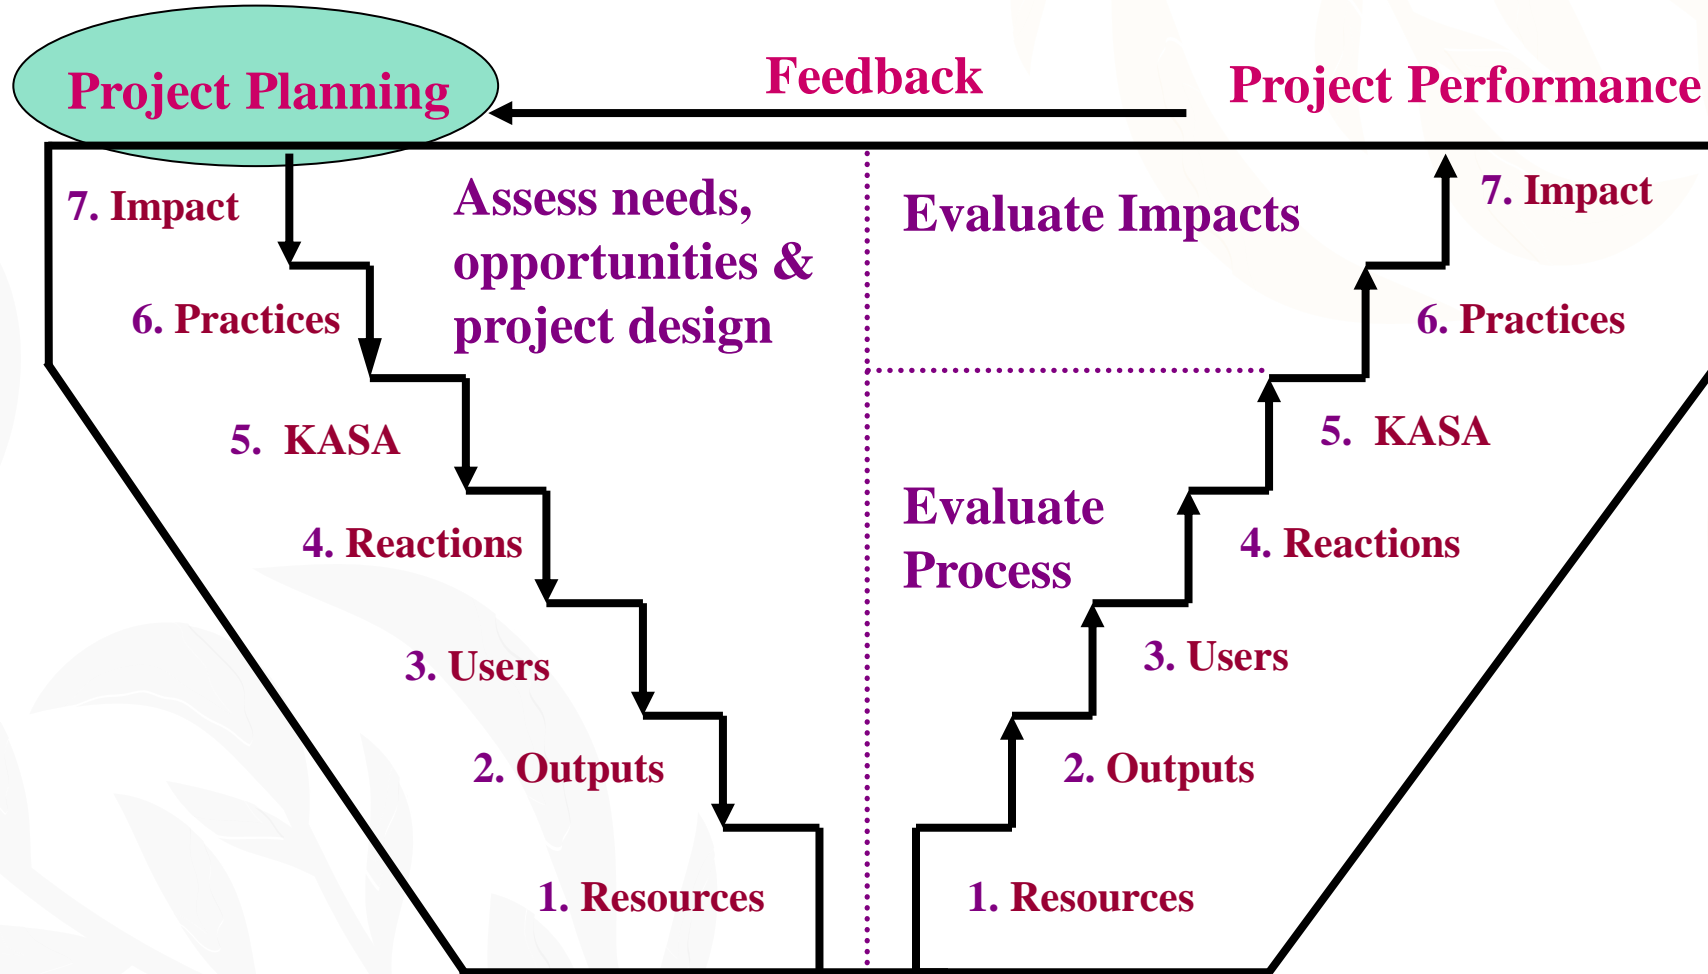 Project Planning
Feedback
Project Performance
7. Impact
Assess needs,
opportunities &
project design
6. Practices
5. KASA
4. Reactions
3. Users
2. Outputs
1. Resources
Evaluate Impacts
7. Impact
6. Practices
5. KASA
Evaluate
Process
4. Reactions
3. Users
2. Outputs
1. Resources